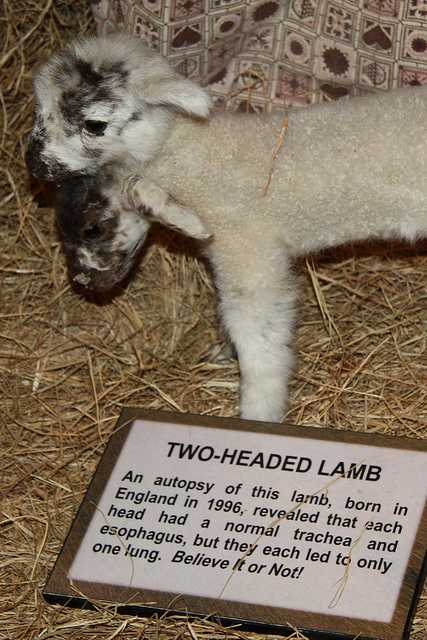 TWO-HEADED LAMB
An autopsy of this lamb, born in
England in 1996, revealed that each
head had a normal trachea and
esophagus, but they each led to only
one lung. Believe It or Not!